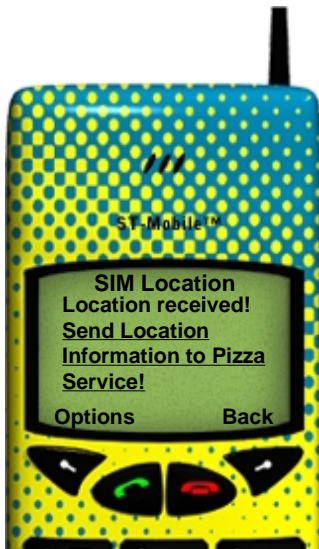 ST-Mobile™
SIM Location
Location received!
Send Location
Information to Pizza
Service!
Options Back